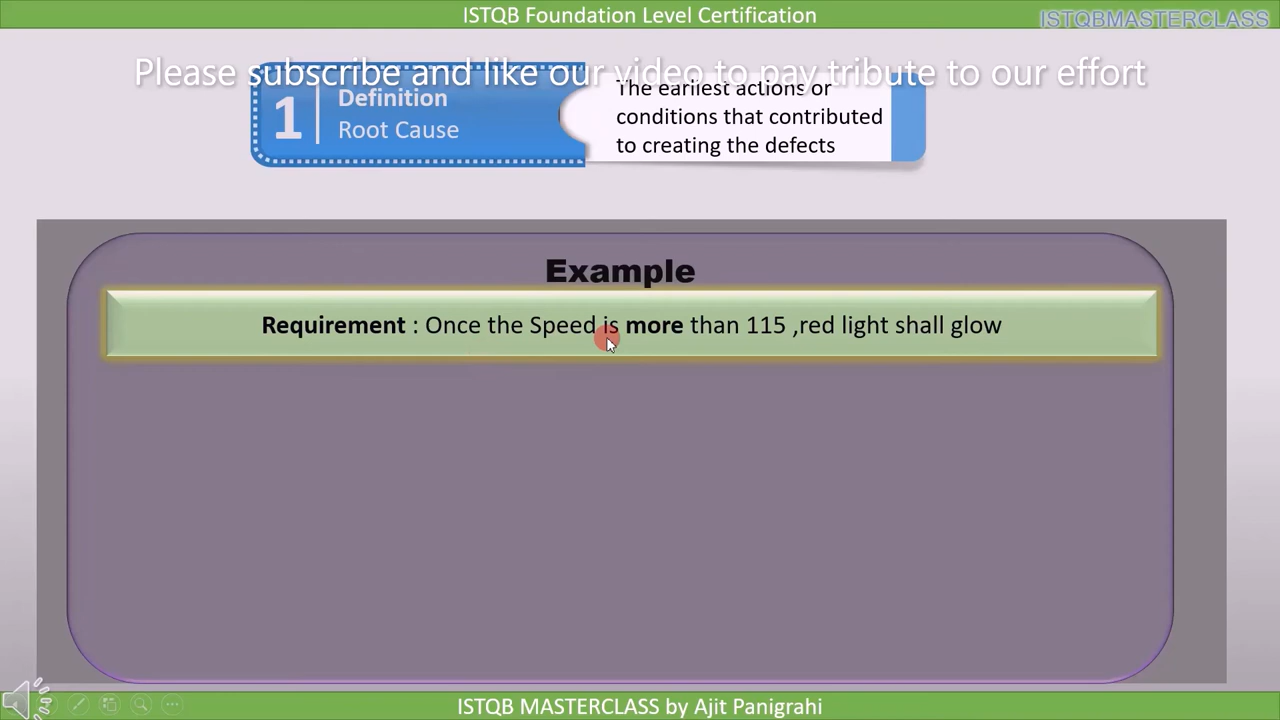 ISTQB Foundation Level Certification
ISTQBMASTERCLASS
Please subscribe and like our video to pay tribute to our effort
1
Definition
Root Cause
The earliest actions or
conditions that contributed
to creating the defects
Example
Requirement : Once the Speed is more than 115 ,red light shall glow
ISTQB MASTERCLASS by Ajit Panigrahi